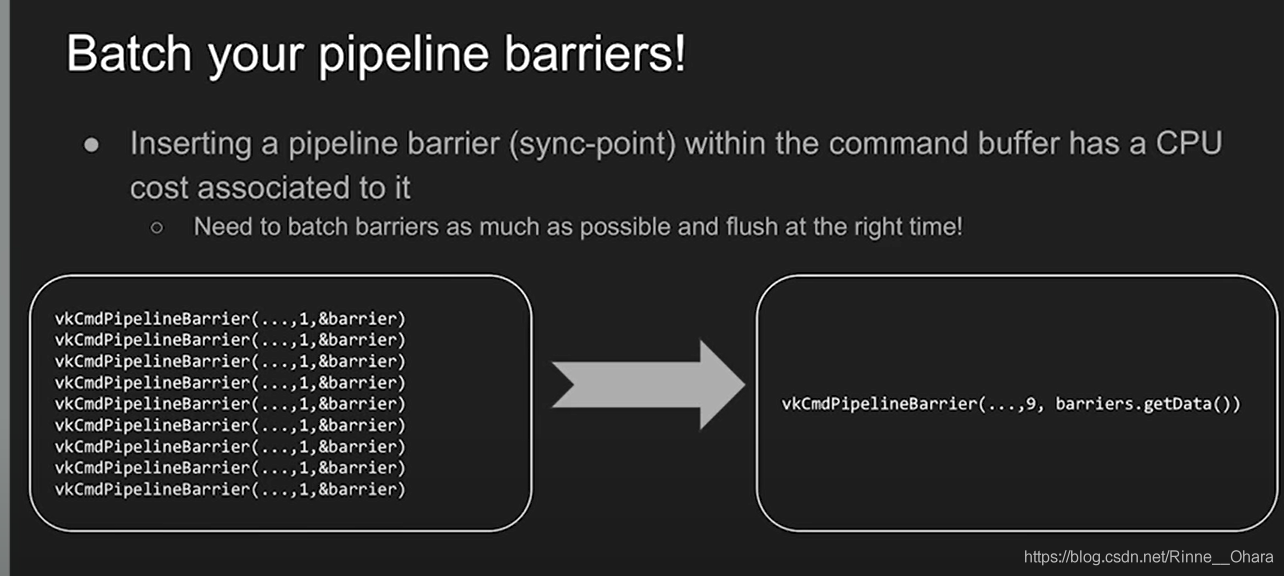 Batch your pipeline barriers!
● Inserting a pipeline barrier (sync-point) within the command buffer has a CPU
cost associated to it
○ Need to batch barriers as much as possible and flush at the right time!
vkCmdPipelineBarrier(...,1,&barrier)
vkCmdPipelineBarrier(...,1,&barrier)
vkCmdPipelineBarrier(...,1,&barrier)
vkCmdPipelineBarrier(...,1,&barrier)
vkCmdPipelineBarrier(...,1,&barrier)
vkCmdPipelineBarrier(...,1,&barrier)
vkCmdPipelineBarrier(...,1,&barrier)
vkCmdPipelineBarrier(...,1,&barrier)
vkCmdPipelineBarrier(...,1,&barrier)
vkCmdPipelineBarrier(...,9, barriers.getData())
https://blog.csdn.net/Rinne__Ohara